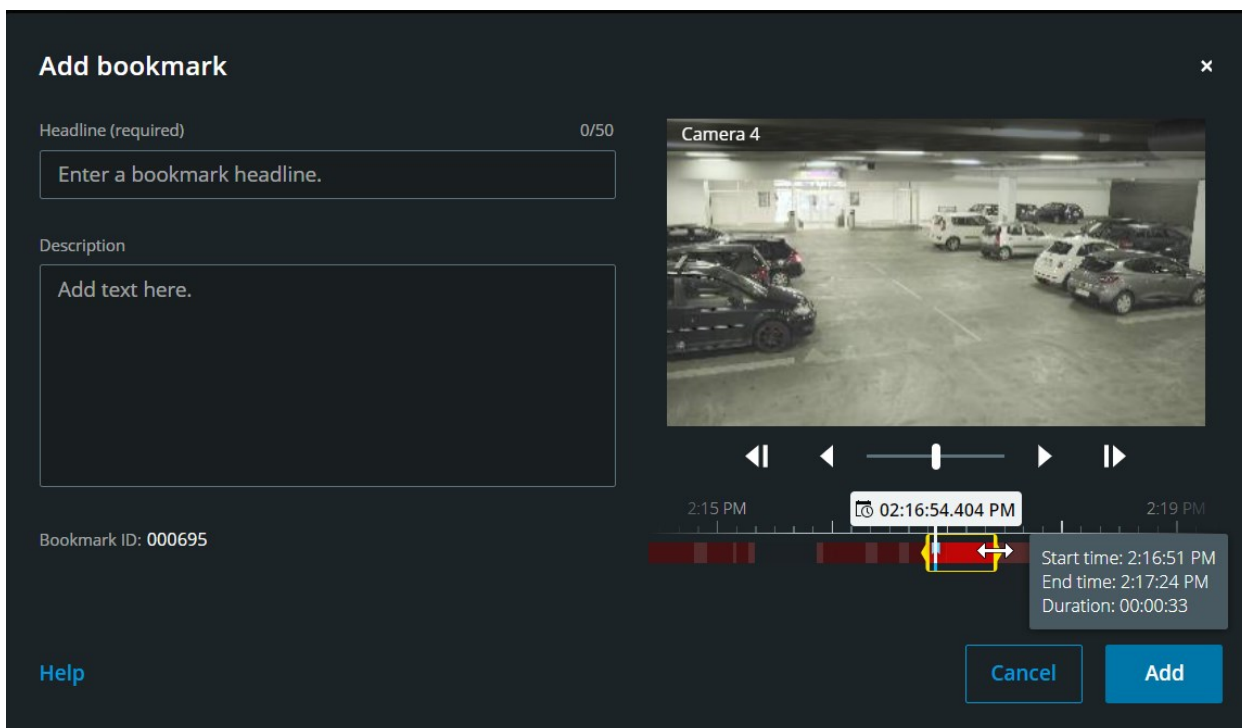 Add bookmark
Headline (required)
0/50
Enter a bookmark headline.
Description
Add text here.
Bookmark ID: 000695
Help
Camera 4
2:15 PM
02:16:54.404 PM
2:19 PM
Start time: 2:16:51 PM
End time: 2:17:24 PM
Duration: 00:00:33
Cancel
Add